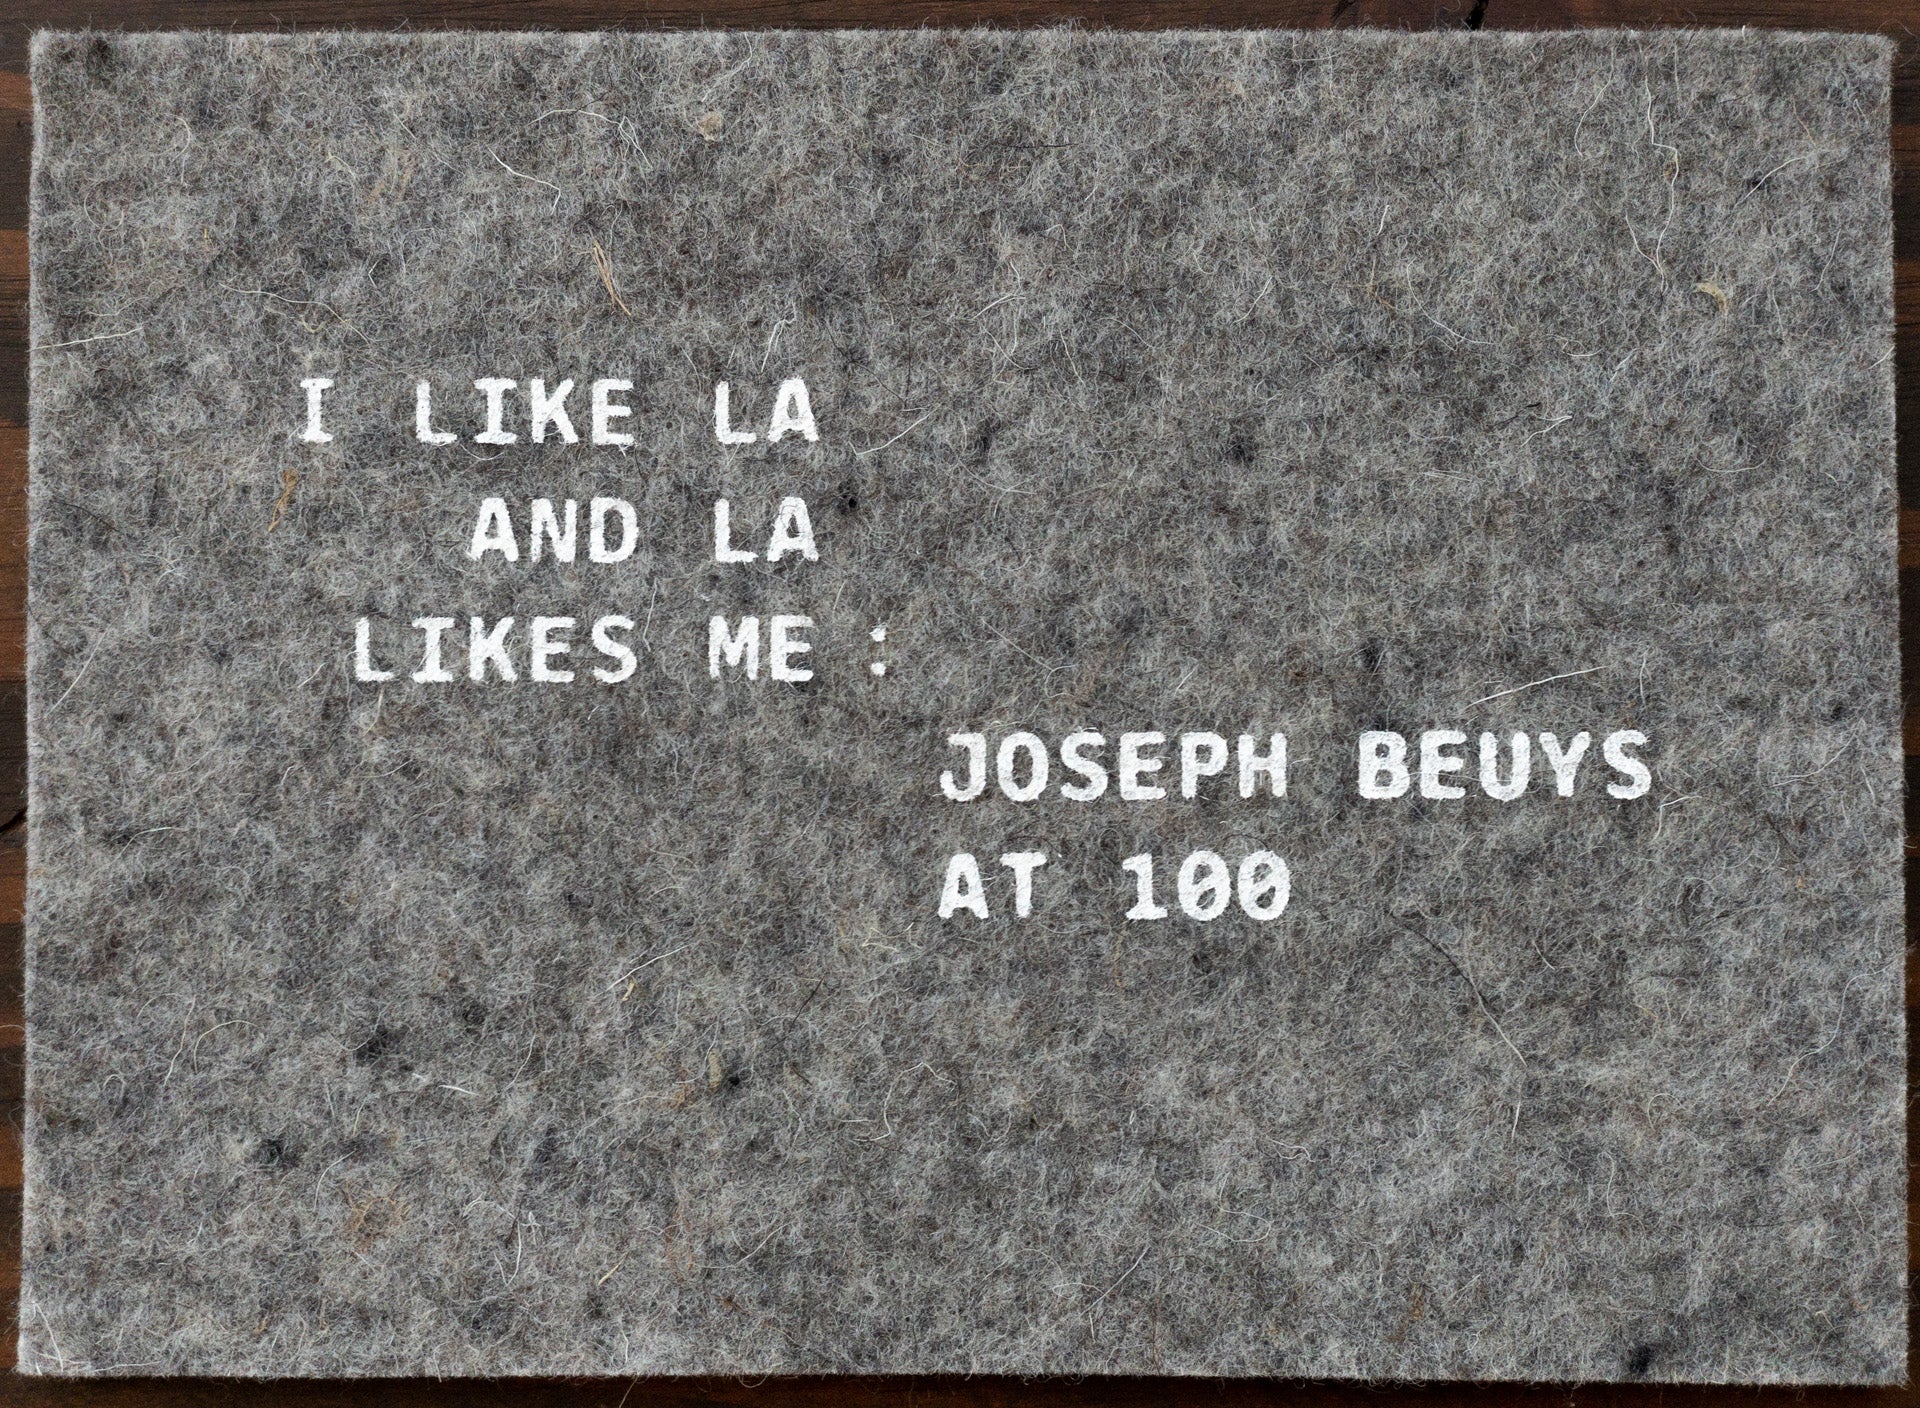 I LIKE LA
AND LA
LIKES ME :
JOSEPH BEUYS
AT 100